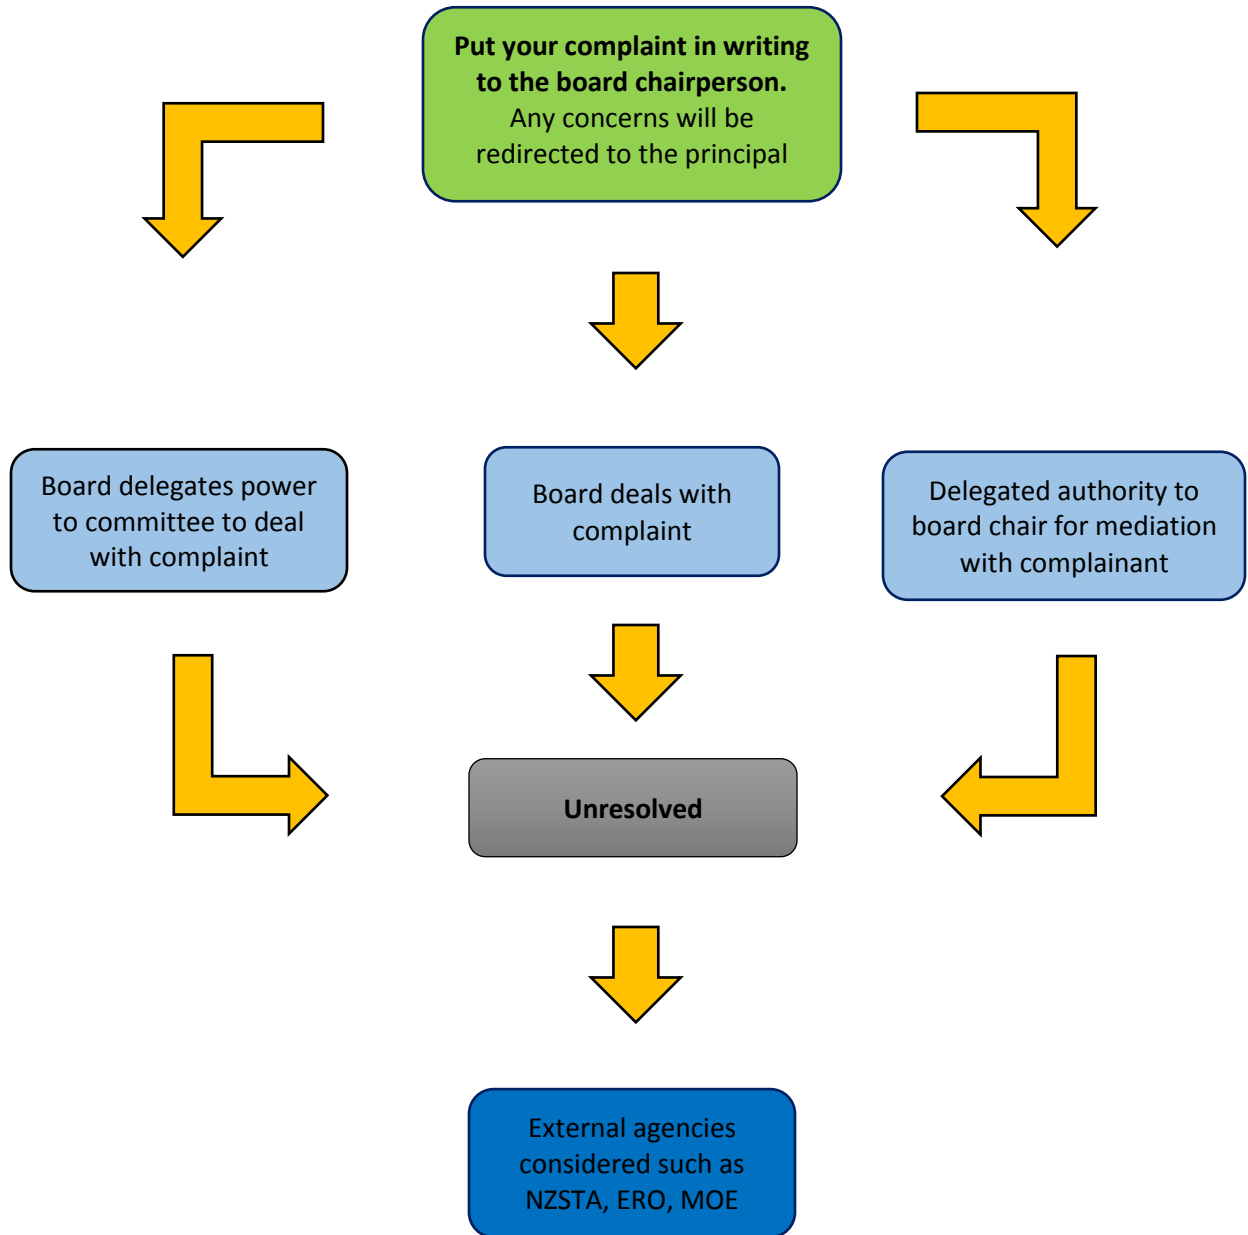 Put your complaint in writing
to the board chairperson.
Any concerns will be
redirected to the principal
Board delegates power
to committee to deal
with complaint
Board deals with
complaint
Delegated authority to
board chair for mediation
with complainant
Unresolved
External agencies
considered such as
NZSTA, ERO, MOE